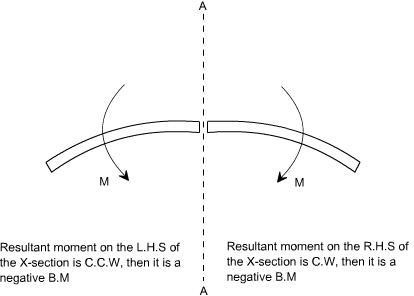 A
M
M
Resultant moment on the L.H.S of
the X-section is C.C.W, then it is a
negative B.M
Resultant moment on the R.H.S of
the X-section is C.W, then it is a
negative B.M
A